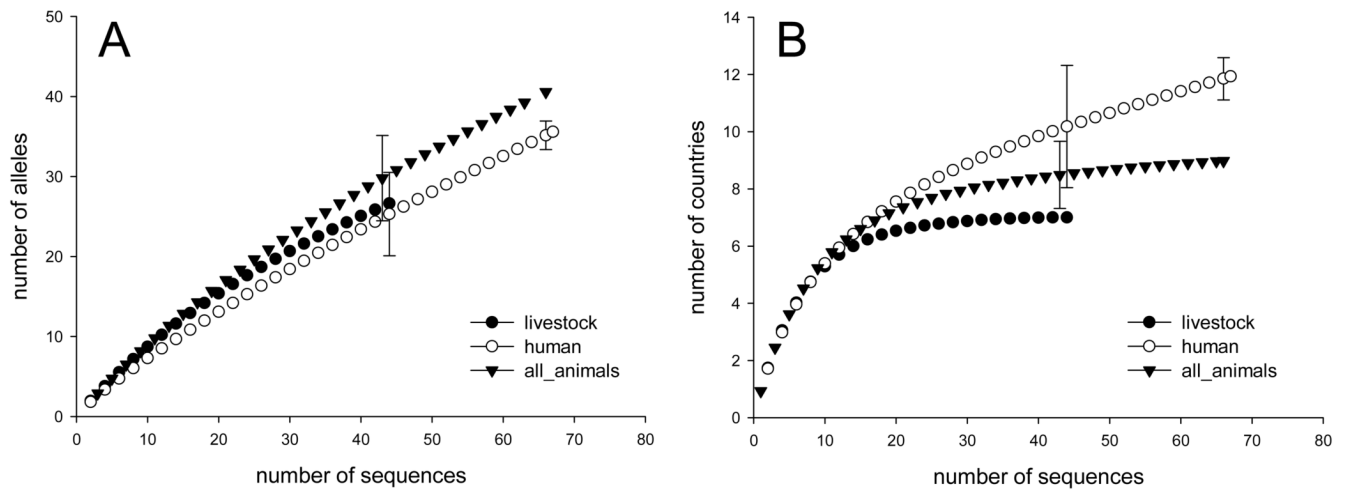 A
number of alleles
50
40
30
20
10
0
0 10 20 30 40 50 60 70 80
number of sequences
livestock
human
all_animals
B
number of countries
14
12
10
8
6
4
2
0
0 10 20 30 40 50 60 70 80
number of sequences
livestock
human
all_animals